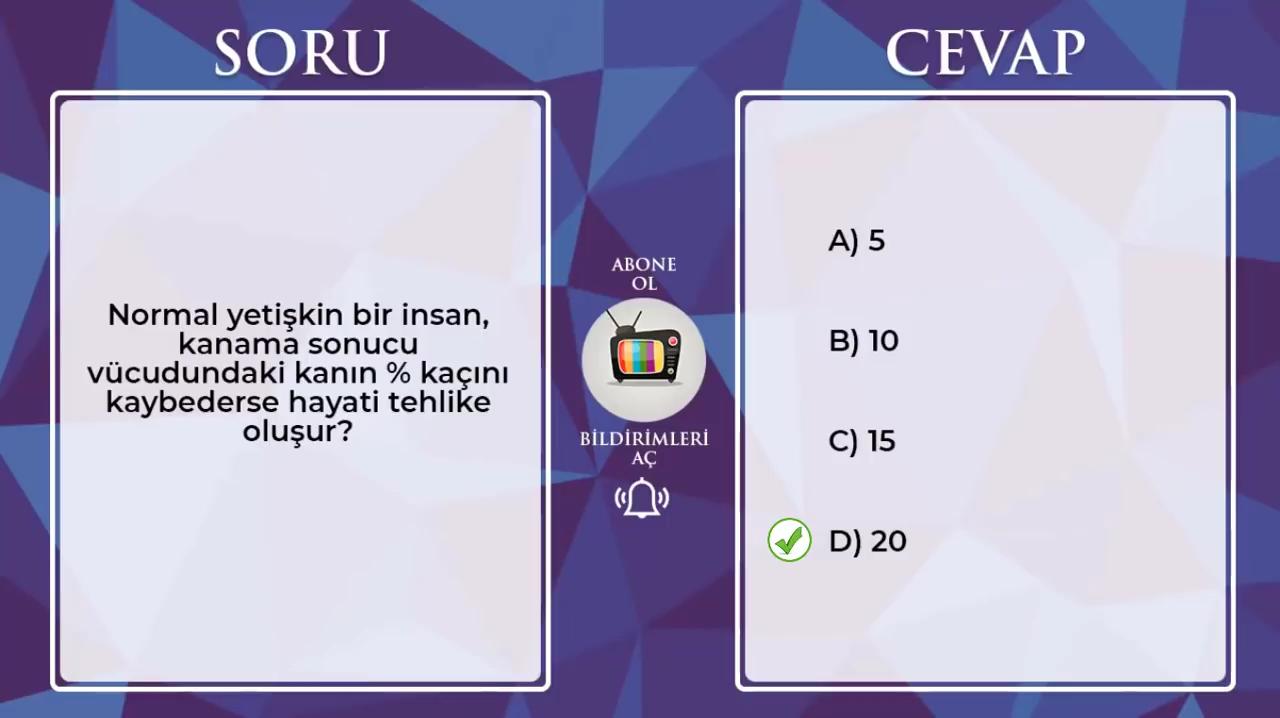 SORU
Normal yetişkin bir insan,
kanama sonucu
vücudundaki kanın % kaçını
kaybederse hayati tehlike
oluşur?
ABONE
OL
BİLDİRİMLERİ
AÇ
CEVAP
A) 5
B) 10
C) 15
D) 20